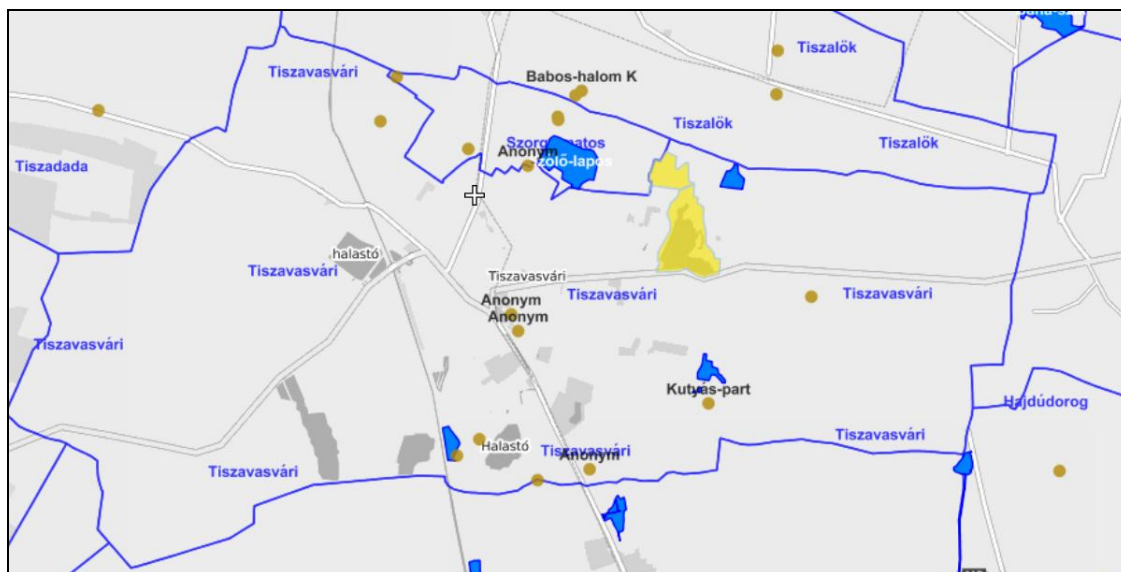 Tiszalök
Tiszavasvári
Babos-halom K
Tiszalök
Tiszalök
Anonym
Tiszadada
halastó
Tiszavasvári
Tiszavasvári
Tiszavasvári
Tiszavasvári
Anonym
Anonym
Tiszavasvári
Kutyás-part
Hajdúdorog
Tiszavasvári
Halastó
Tiszavasvári
Anonym
Tiszavasvári